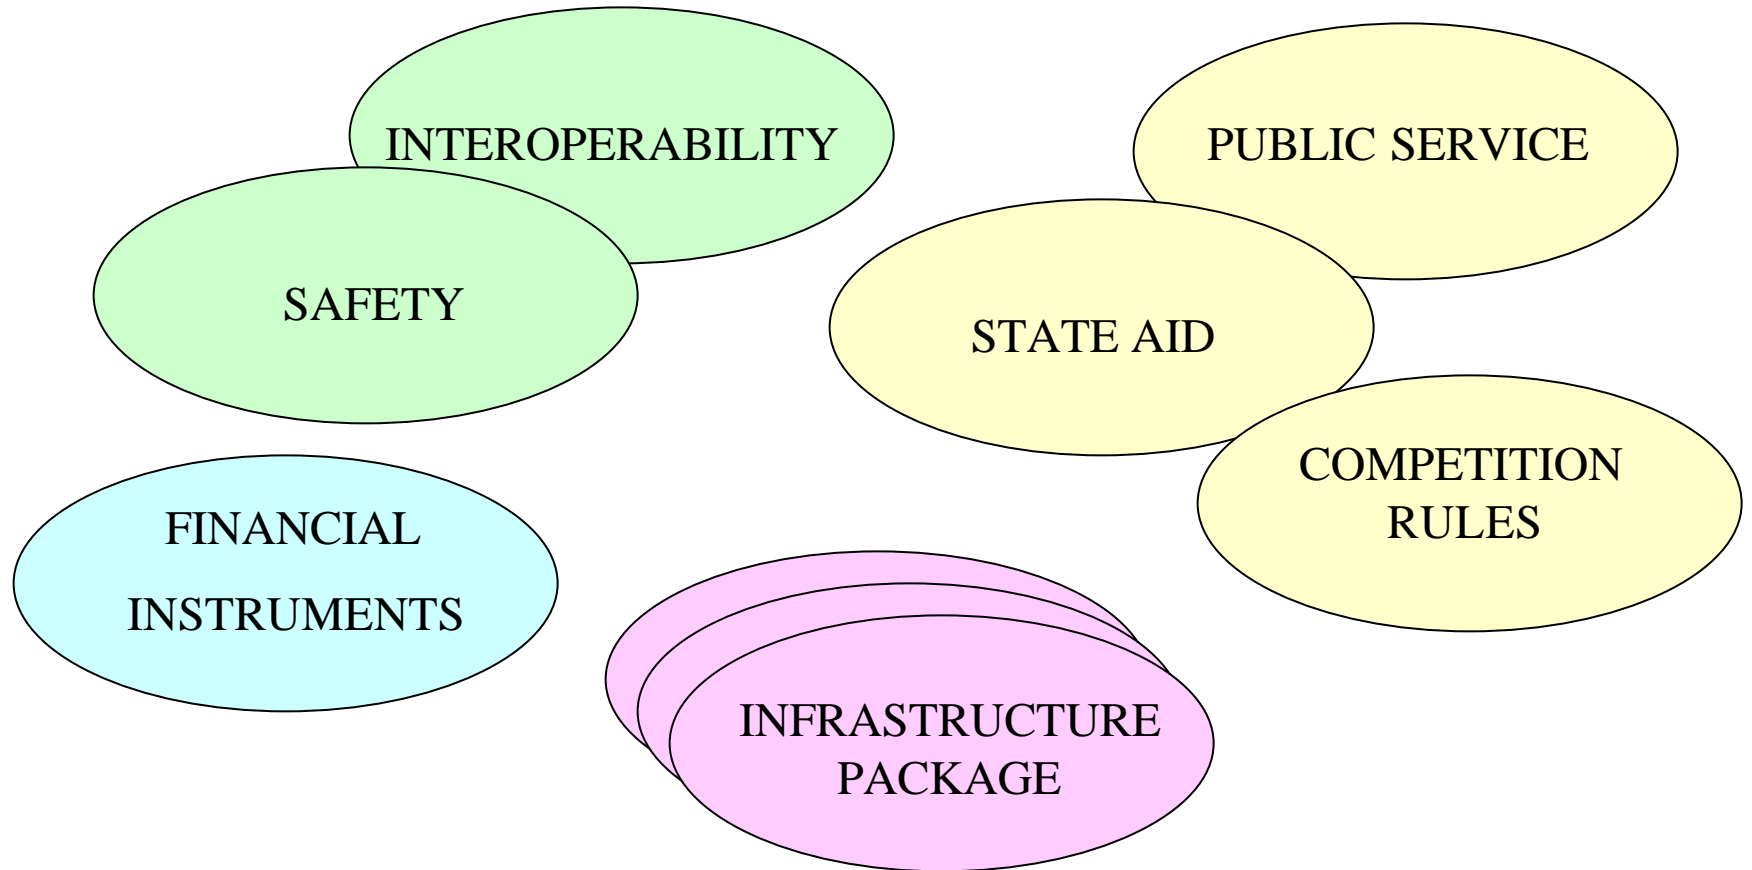 INTEROPERABILITY
SAFETY
PUBLIC SERVICE
STATE AID
COMPETITION
RULES
FINANCIAL
INSTRUMENTS
INFRASTRUCTURE
PACKAGE